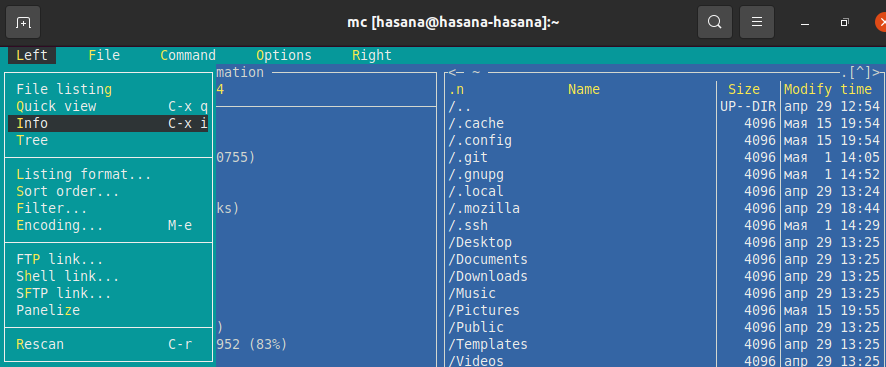 mc [hasana@hasana-hasana]:~
Left File Command Options Right
mation <─ ~ .[^]>
File listing 4 .n Name Size Modify time
Quick view C-x q /.. UP--DIR апр 29 12:54
Info C-x i /.cache 4096 мая 15 19:54
Tree /.config 4096 мая 15 19:54
0755) /.git 4096 мая 1 14:05
Listing format... /.gnupg 4096 мая 1 14:52
Sort order... /.local 4096 апр 29 13:24
Filter... ks) /.mozilla 4096 апр 29 18:44
Encoding... M-e /.ssh 4096 мая 1 14:29
/Desktop 4096 апр 29 13:25
FTP link... /Documents 4096 апр 29 13:25
Shell link... /Downloads 4096 апр 29 13:25
SFTP link... /Music 4096 апр 29 13:25
Panelize /Pictures 4096 мая 15 19:55
) /Public 4096 апр 29 13:25
Rescan C-r 952 (83%) /Templates 4096 апр 29 13:25
/Videos 4096 апр 29 13:25